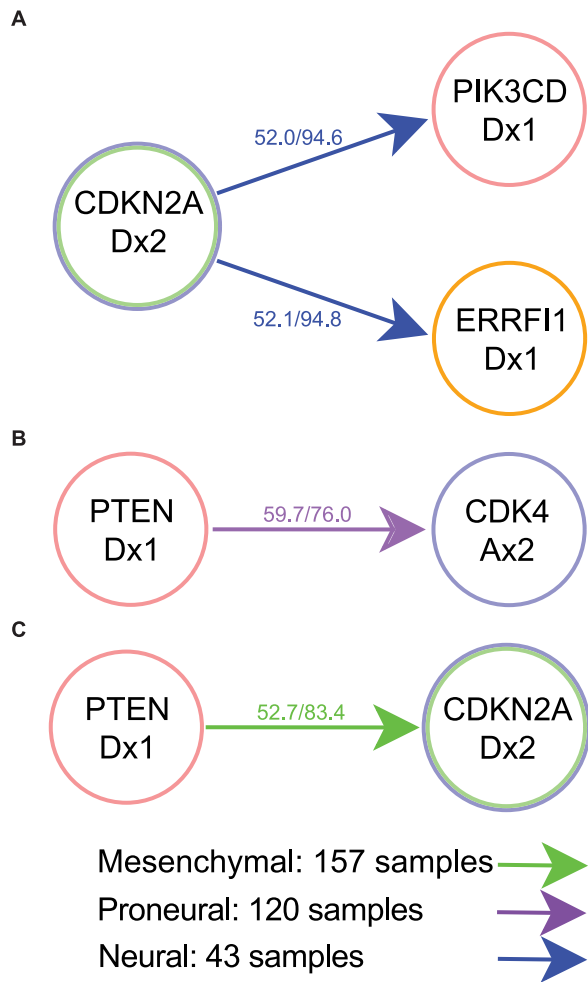 A
PIK3CD
Dx1
52.0/94.6
CDKN2A
Dx2
52.1/94.8
ERRFI1
Dx1
B
PTEN
Dx1
59.7/76.0
CDK4
Ax2
C
PTEN
Dx1
52.7/83.4
CDKN2A
Dx2
Mesenchymal: 157 samples
Proneural: 120 samples
Neural: 43 samples